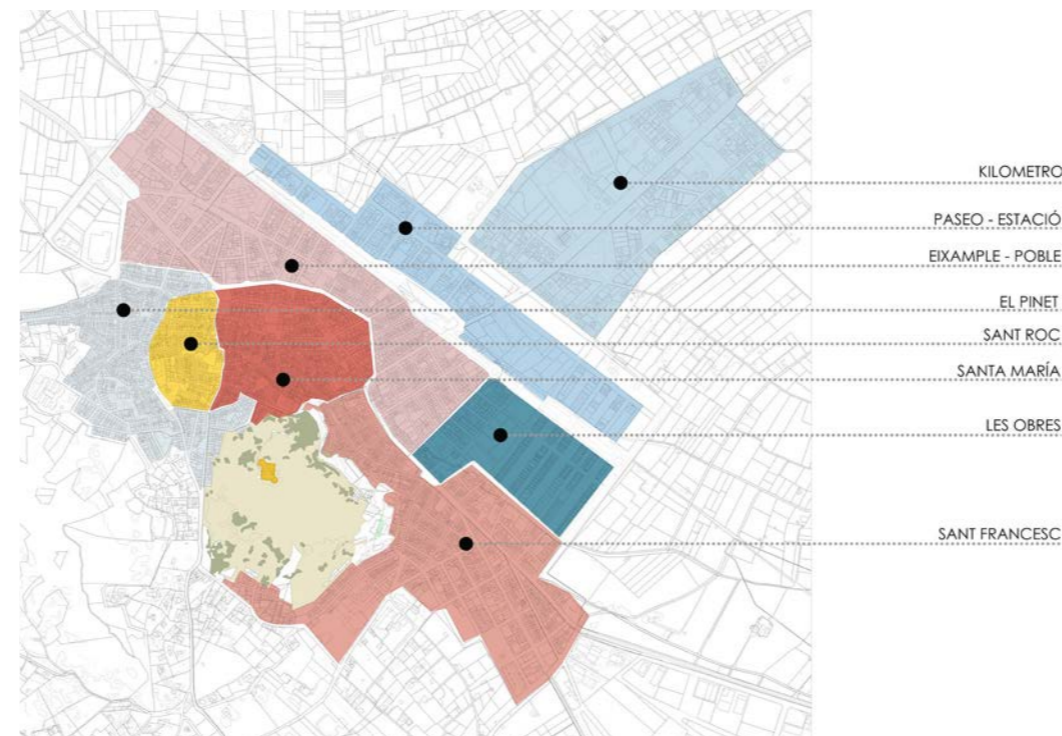 KILOMETRO
PASEO - ESTACIÓ
EIXAMPLE - POBLE
EL PINET
SANT ROC
SANTA MARÍA
LES OBRES
SANT FRANCESC